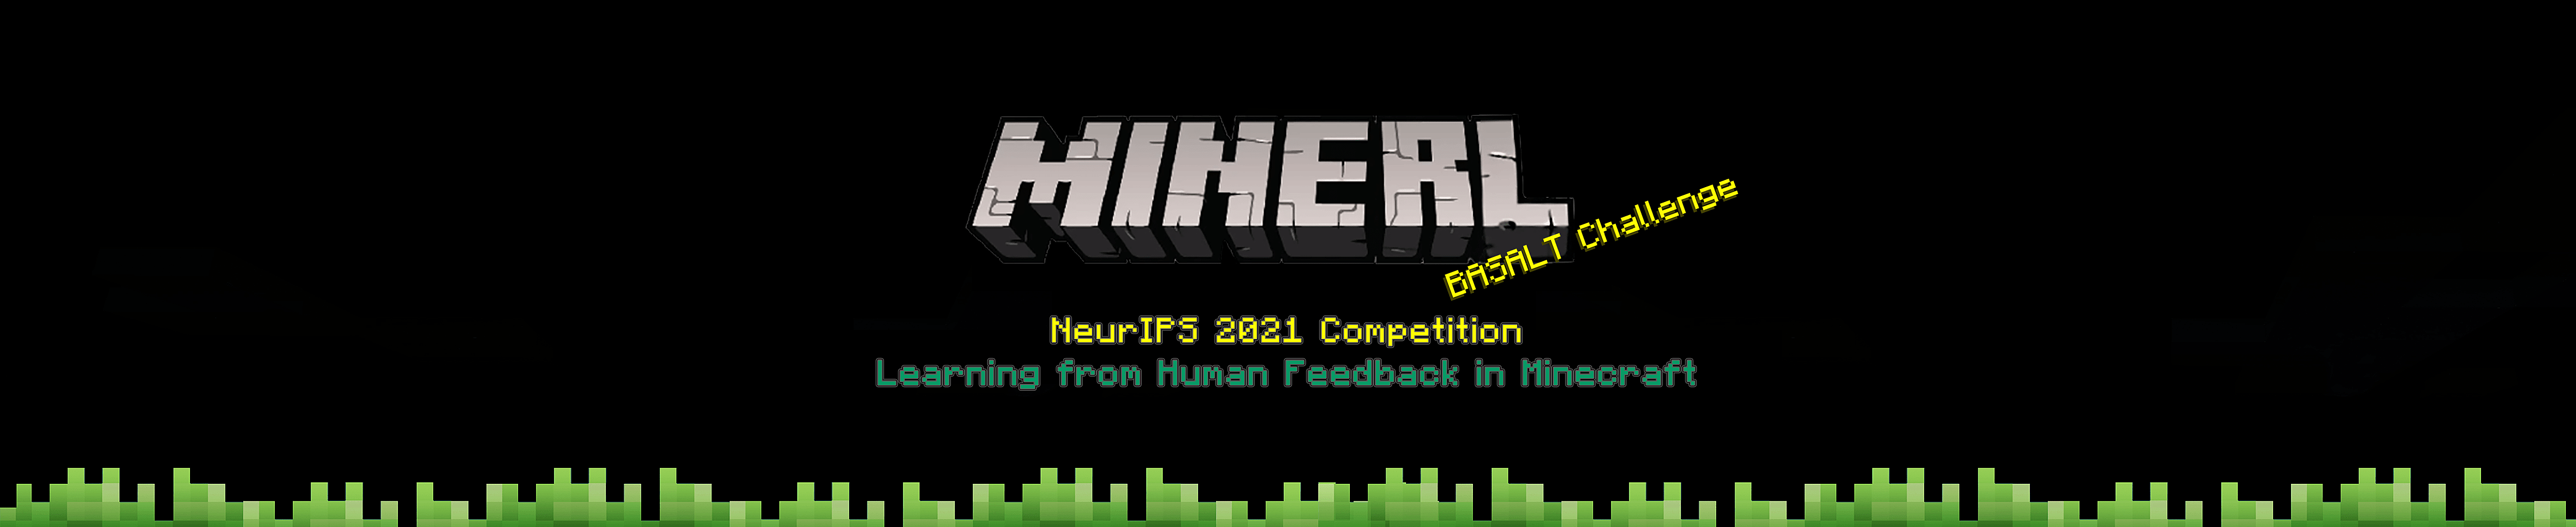 MINERL
BASALT Challenge
NeurIPS 2021 Competition
Learning from Human Feedback in Minecraft